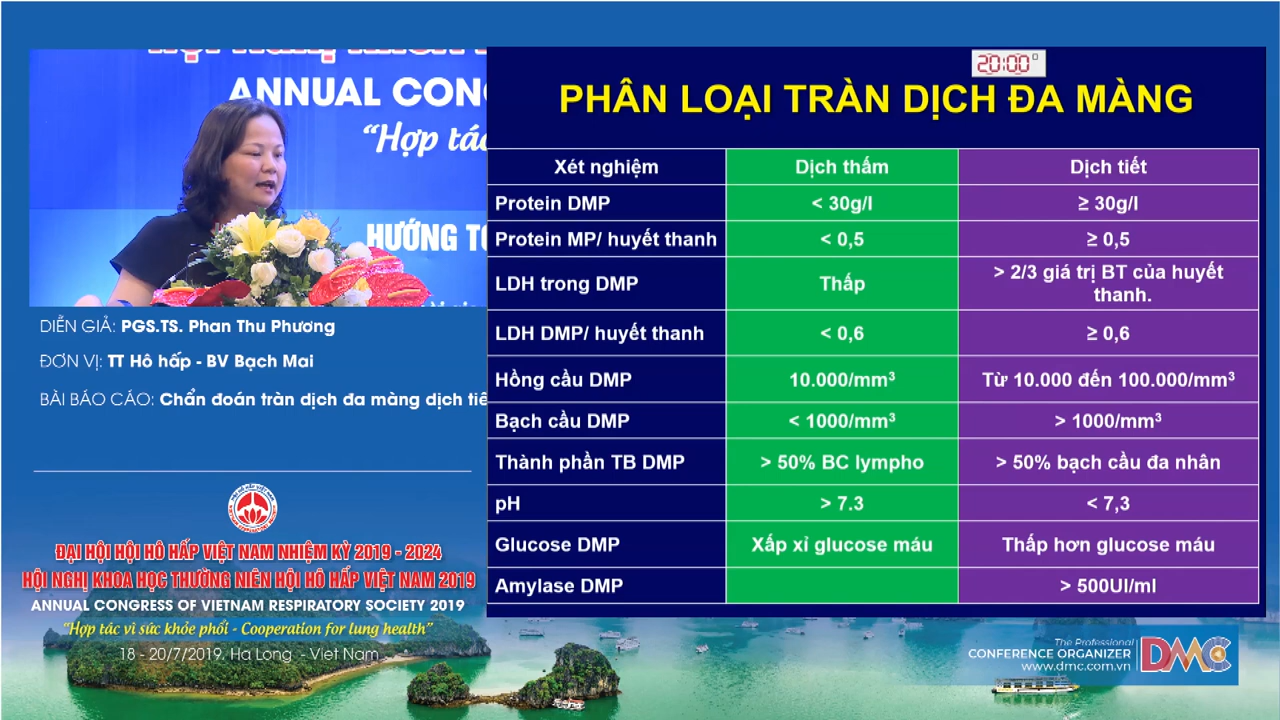 ANNUAL CON
“Hợp tác
HƯỚNG T
DIỄN GIẢ: PGS.TS. Phan Thu Phương
ĐƠN VỊ: TT Hô hấp - BV Bạch Mai
BÀI BÁO CÁO: Chẩn đoán tràn dịch đa màng dịch tiê
ĐẠI HỘI HỘI HÔ HẤP VIỆT NAM NHIỆM KỲ 2019 - 2024
HỘI NGHỊ KHOA HỌC THƯỜNG NIÊN HỘI HÔ HẤP VIỆT NAM 2019
ANNUAL CONGRESS OF VIETNAM RESPIRATORY SOCIETY 2019
“Hợp tác vì sức khỏe phổi - Cooperation for lung health”
18 - 20/7/2019. Ha Long - Viet Nam
20:00
PHÂN LOẠI TRÀN DỊCH ĐA MÀNG
Xét nghiệm Dịch thấm Dịch tiết
Protein DMP < 30g/l ≥ 30g/l
Protein MP/ huyết thanh < 0,5 ≥ 0,5
LDH trong DMP Thấp > 2/3 giá trị BT của huyết
thanh.
LDH DMP/ huyết thanh < 0,6 ≥ 0,6
Hồng cầu DMP 10.000/mm³ Từ 10.000 đến 100.000/mm³
Bạch cầu DMP < 1000/mm³ > 1000/mm³
Thành phần TB DMP > 50% BC lympho > 50% bạch cầu đa nhân
pH > 7.3 < 7,3
Glucose DMP Xấp xỉ glucose máu Thấp hơn glucose máu
Amylase DMP > 500UI/ml
The Professional
CONFERENCE ORGANIZER
www.dmc.com.vn
DMC